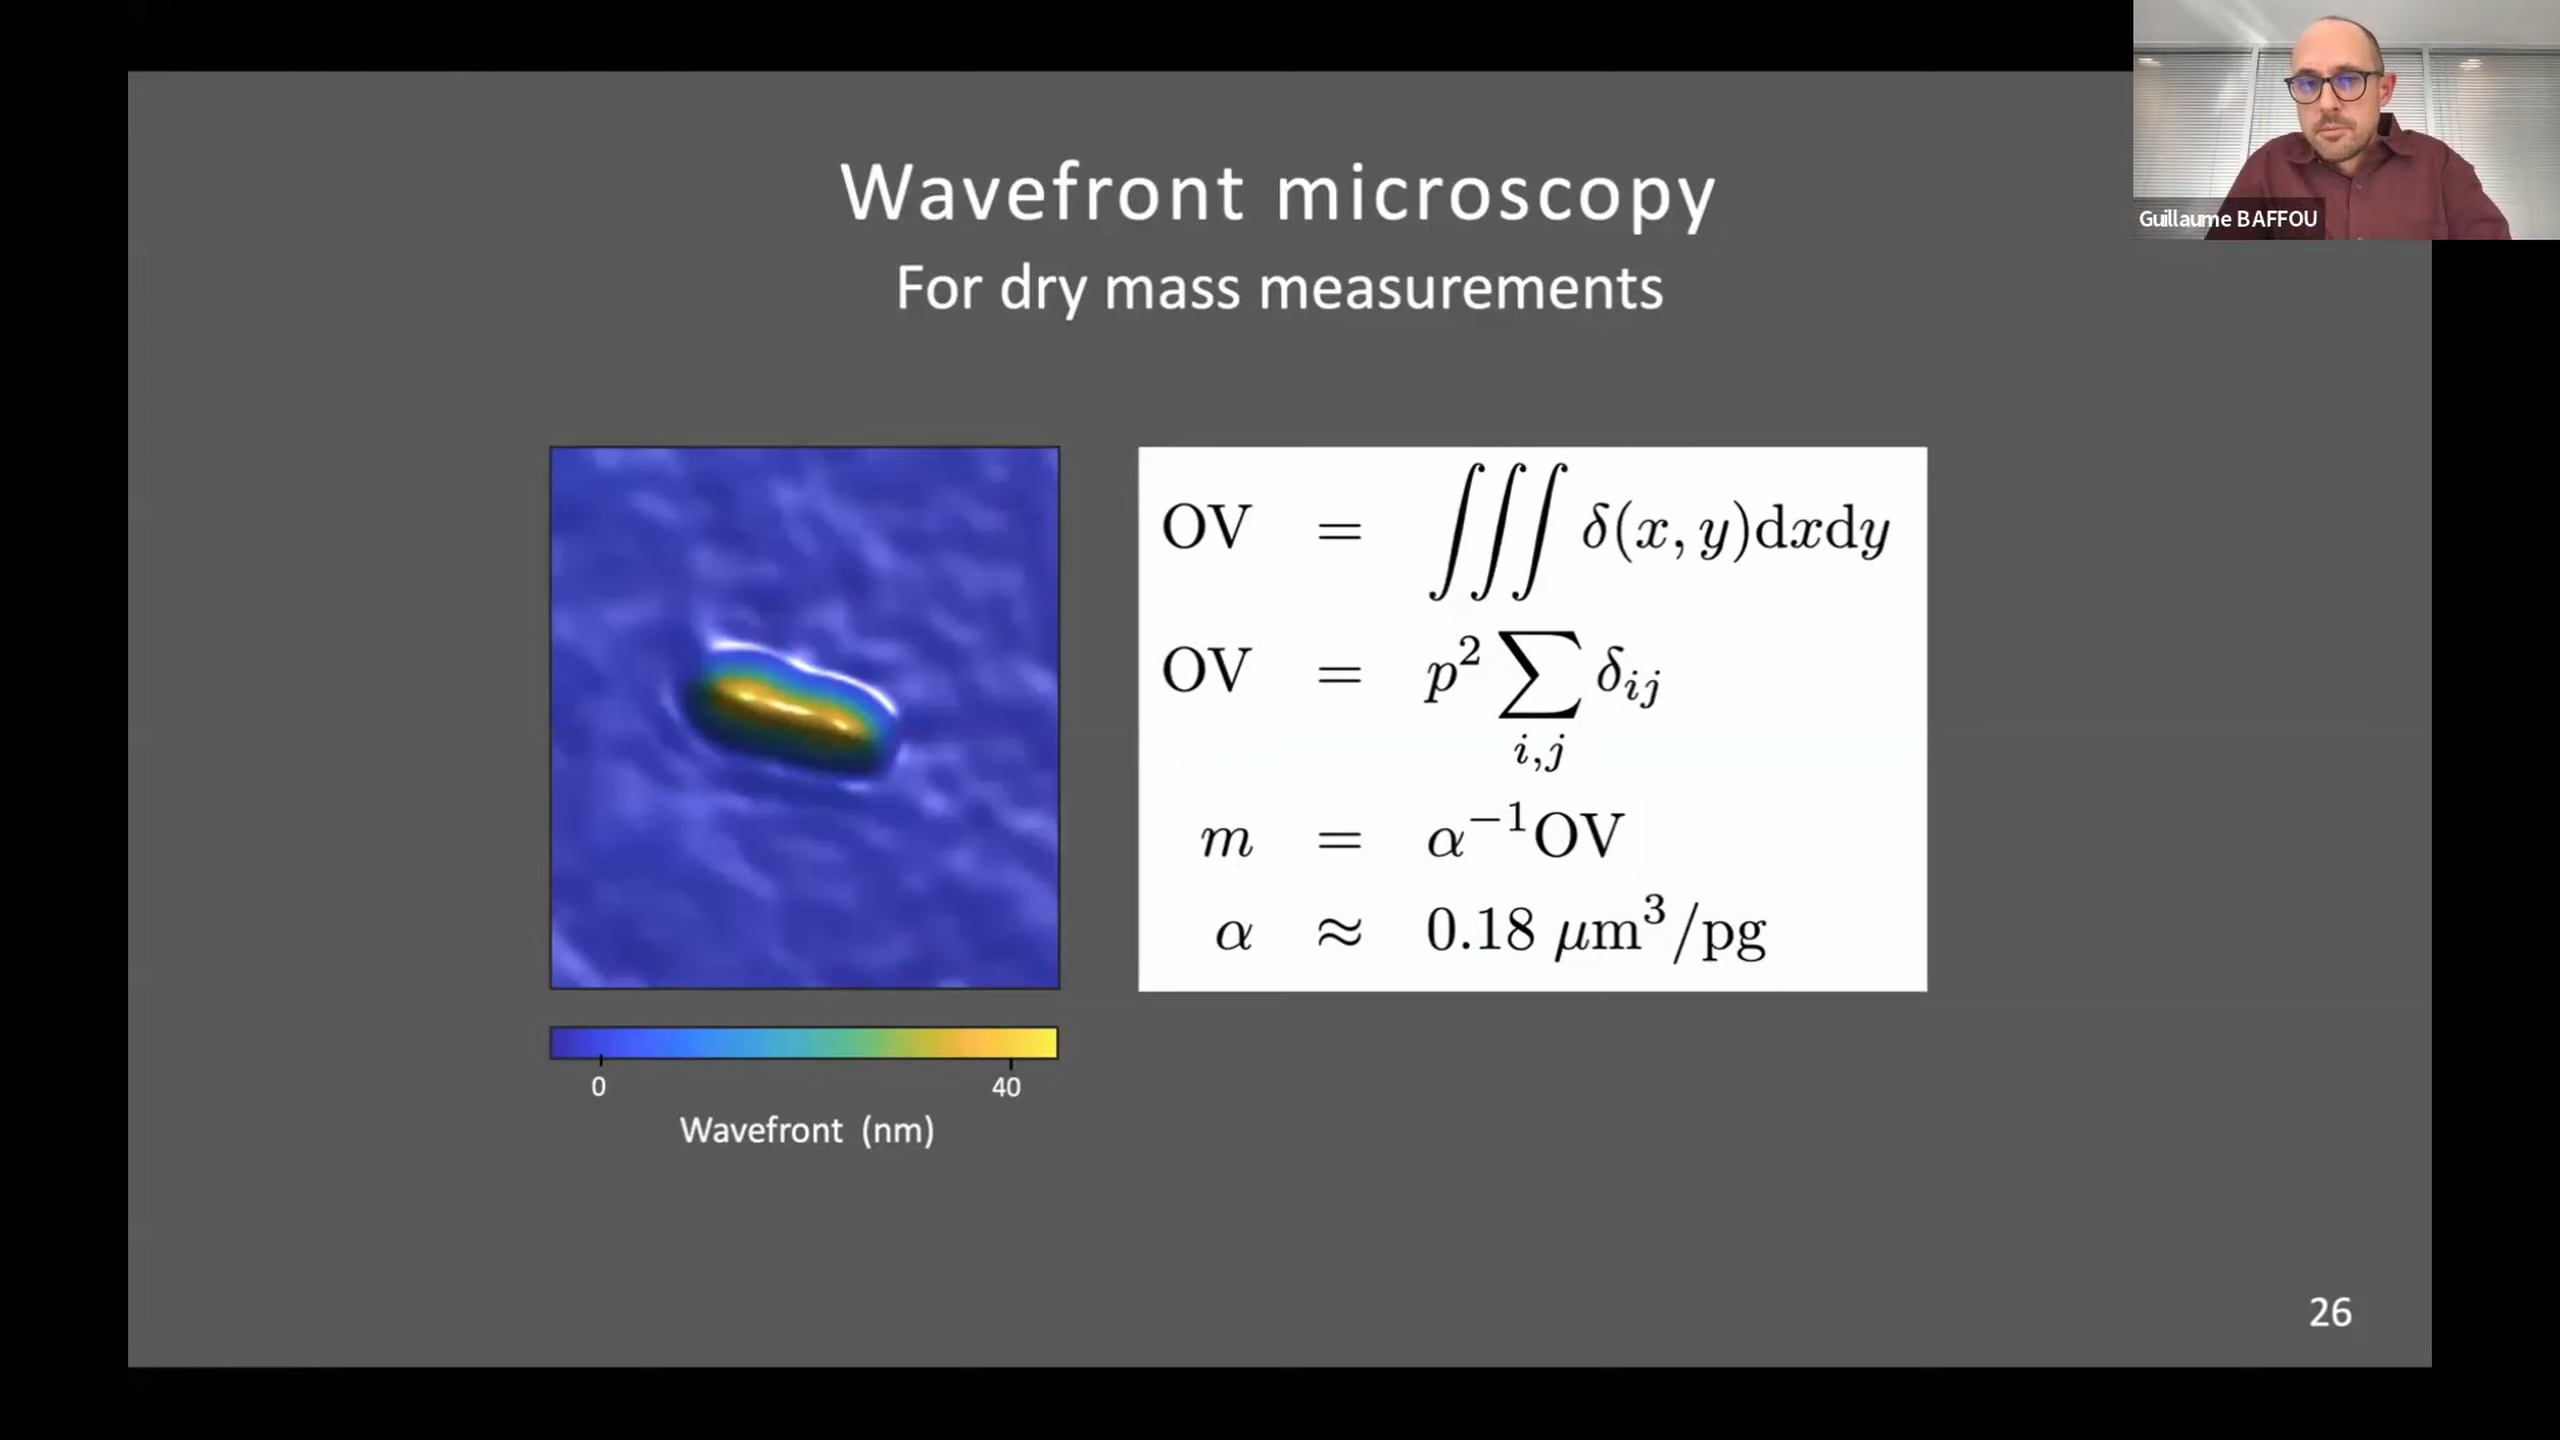 Wavefront microscopy
For dry mass measurements
Guillaume BAFFOU
OV = ∭ δ(x, y)dxdy
OV = p² ∑ δᵢⱼ
i,j
m = α⁻¹OV
α ≈ 0.18 μm³/pg
0 40
Wavefront (nm)
26